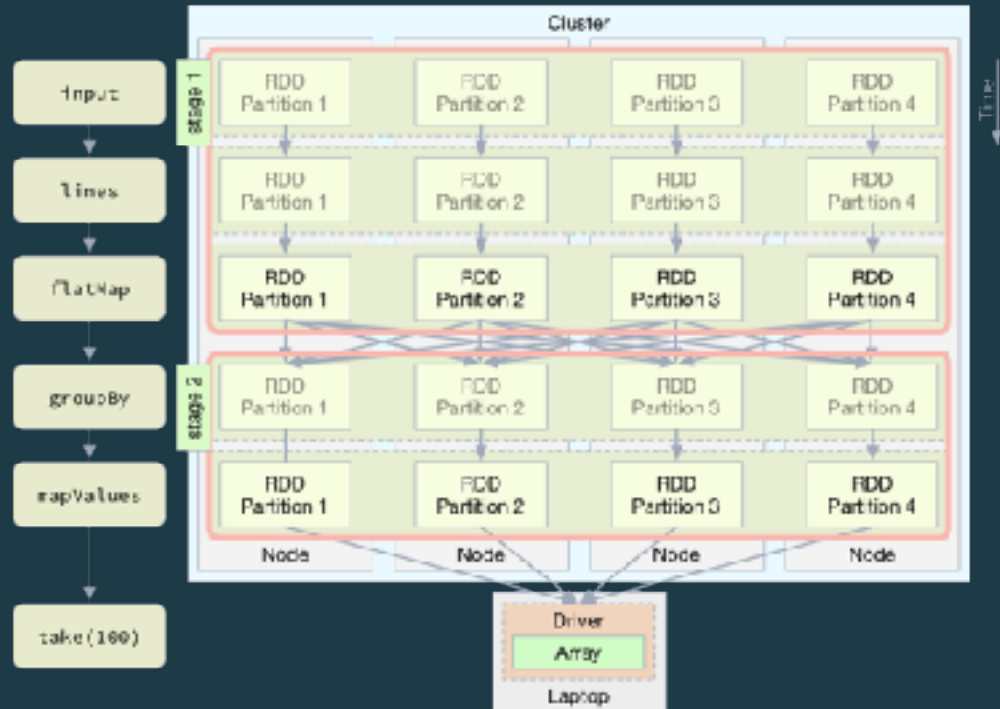 Cluster
input
stage 1
RDD
Partition 1
RDD
Partition 2
RDD
Partition 3
RDD
Partition 4
Time
lines
RDD
Partition 1
RDD
Partition 2
RDD
Partition 3
RDD
Partition 4
flatMap
RDD
Partition 1
RDD
Partition 2
RDD
Partition 3
RDD
Partition 4
groupBy
stage 2
RDD
Partition 1
RDD
Partition 2
RDD
Partition 3
RDD
Partition 4
mapValues
RDD
Partition 1
RDD
Partition 2
RDD
Partition 3
RDD
Partition 4
Node
Node
Node
Node
take(100)
Driver
Array
Laptop